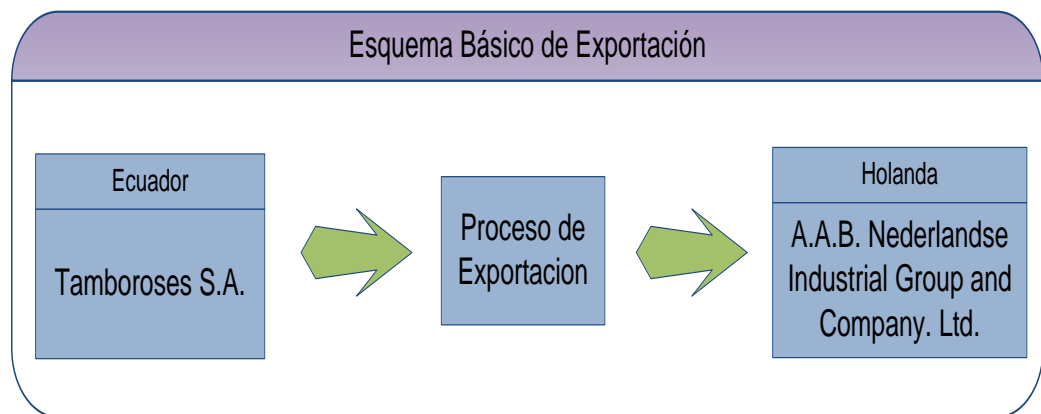 Esquema Básico de Exportación
Ecuador
Tamboroses S.A.
Proceso de
Exportacion
Holanda
A.A.B. Nederlandse
Industrial Group and
Company. Ltd.